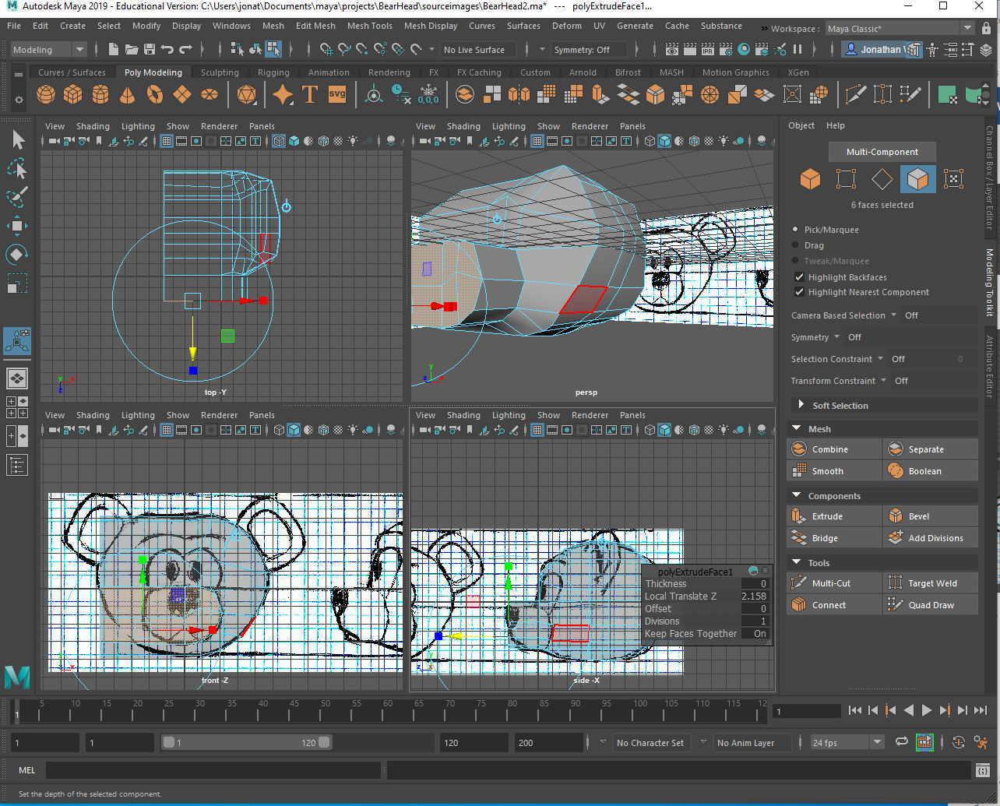 Autodesk Maya 2019 - Educational Version: C:\Users\jonat\Documents\maya\projects\BearHead\sourceimages\BearHead2.ma* --- polyExtrudeFace1...
File Edit Create Select Modify Display Windows Mesh Edit Mesh Mesh Tools Mesh Display Curves Surfaces Deform UV Generate Cache Substance » Workspace : Maya Classic*
Modeling No Live Surface Symmetry: Off IPR Jonathan
Curves / Surfaces Poly Modeling Sculpting Rigging Animation Rendering FX FX Caching Custom Arnold Bifrost MASH Motion Graphics XGen
T SVG 0,0,0
View Shading Lighting Show Renderer Panels
View Shading Lighting Show Renderer Panels
Object Help
Multi-Component
6 faces selected
Pick/Marquee
Drag
Tweak/Marquee
Highlight Backfaces
Highlight Nearest Component
Camera Based Selection Off
Symmetry Off
Selection Constraint Off 0
Transform Constraint Off
Soft Selection
Mesh
Combine Separate
Smooth Boolean
Components
Extrude Bevel
Bridge Add Divisions
Tools
Multi-Cut Target Weld
Connect Quad Draw
Channel Box / Layer Editor
Modeling Toolkit
Attribute Editor
y x z
top -Y
y z x
persp
View Shading Lighting Show Renderer Panels
View Shading Lighting Show Renderer Panels
polyExtrudeFace1
Thickness 0
Local Translate Z 2.158
Offset 0
Divisions 1
Keep Faces Together On
front -Z
side -X
5 10 15 20 25 30 35 40 45 50 55 60 65 70 75 80 85 90 95 100 105 110 115 12
1 1
1 1 1 120 120 200 No Character Set No Anim Layer 24 fps
MEL
Set the depth of the selected component.